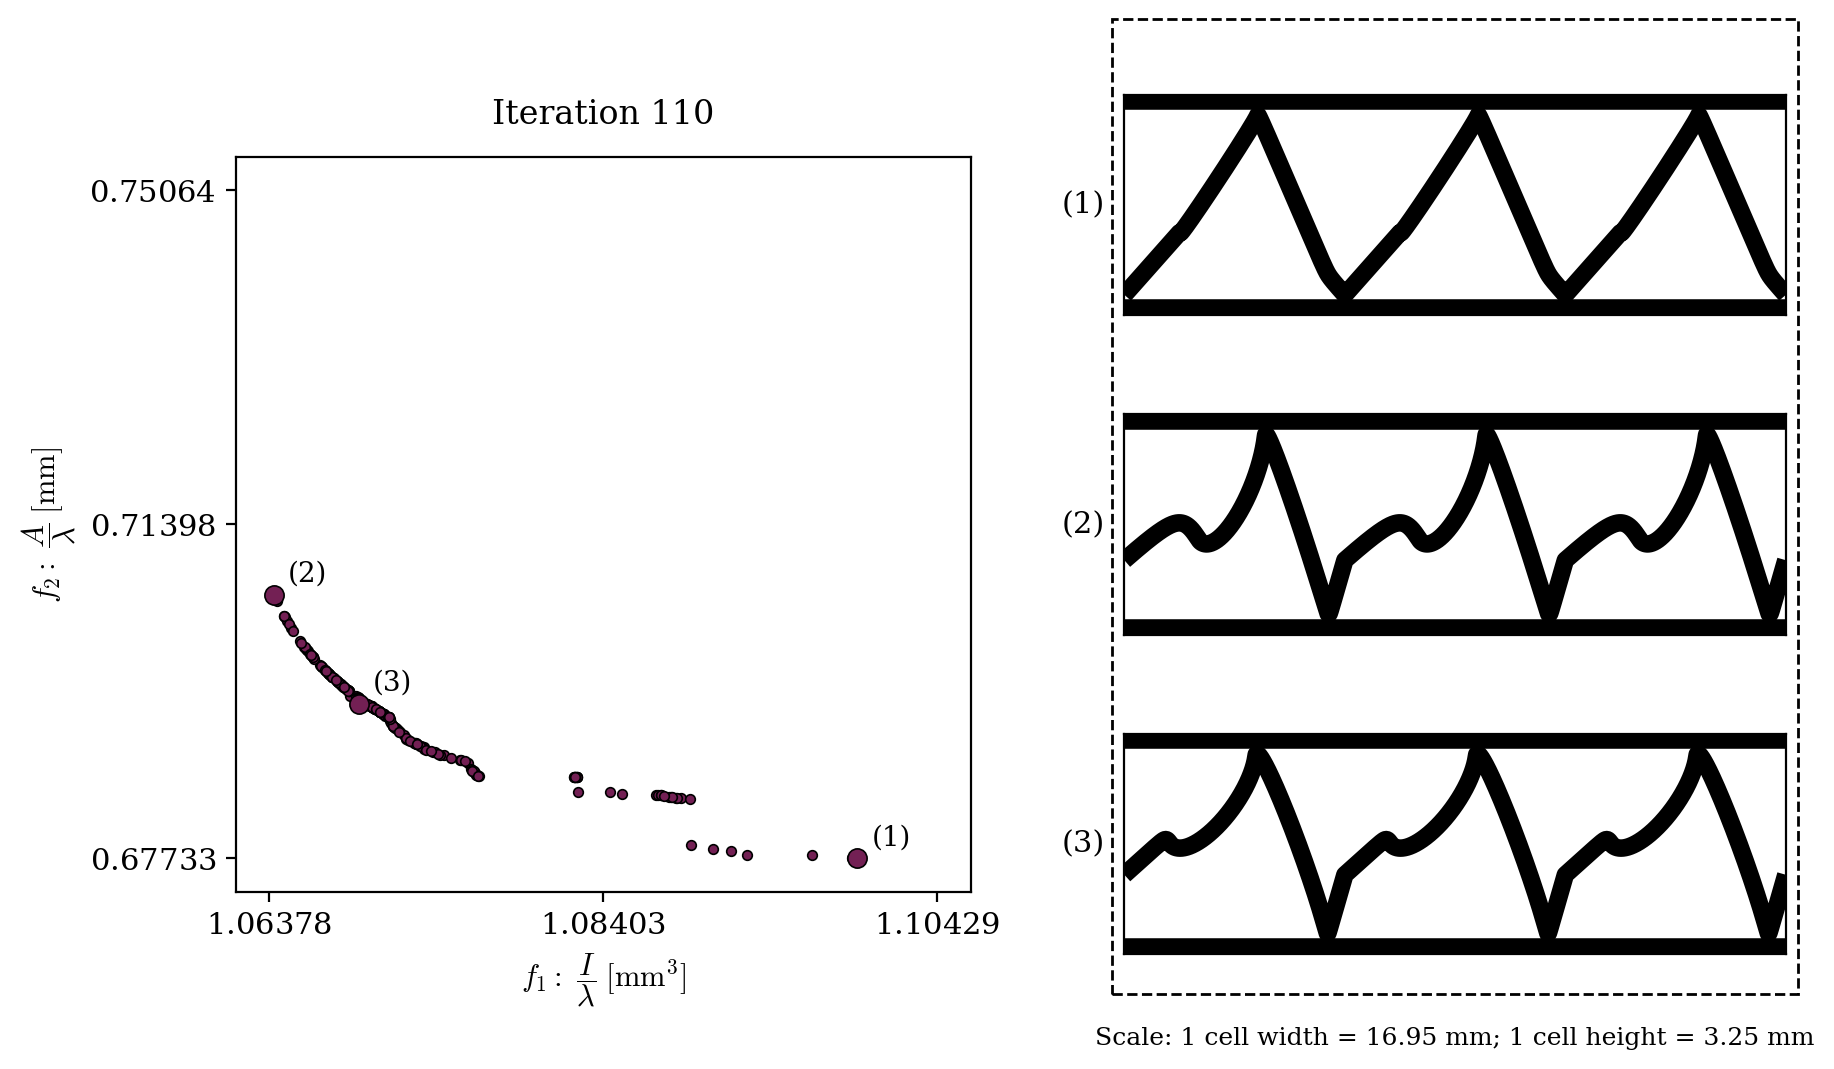 Iteration 110
0.75064
0.71398
0.67733
f₂ : A/λ [mm]
(2)
(3)
(1)
1.06378 1.08403 1.10429
f₁ : I/λ [mm³]
(1)
(2)
(3)
Scale: 1 cell width = 16.95 mm; 1 cell height = 3.25 mm